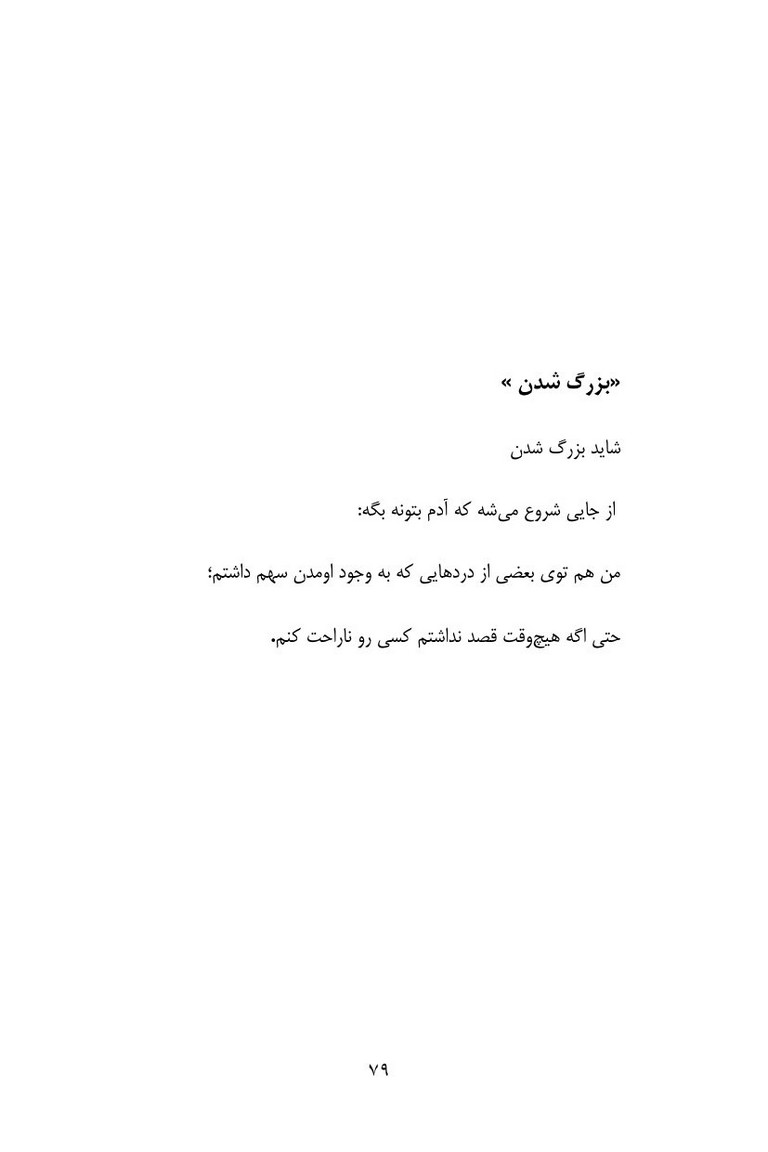 «بزرگ شدن »
شاید بزرگ شدن
از جایی شروع می‌شه که آدم بتونه بگه:
من هم توی بعضی از دردهایی که به وجود اومدن سهم داشتم؛
حتی اگه هیچ‌وقت قصد نداشتم کسی رو ناراحت کنم.
۷۹